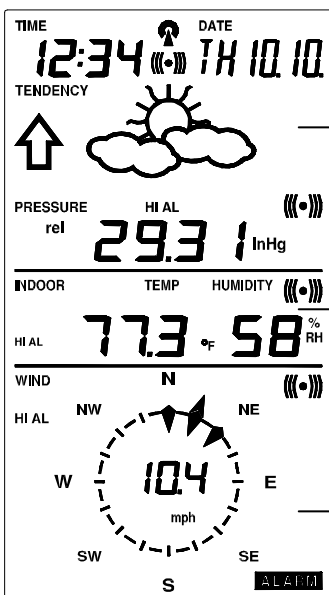 TIME DATE
12:34 TH 10.10.
TENDENCY
PRESSURE HI AL
rel
29.31 InHg
INDOOR TEMP HUMIDITY
HI AL 77.3 °F 58 % RH
WIND N
HI AL NW NE
W 10.4 E
mph
SW SE
S ALARM